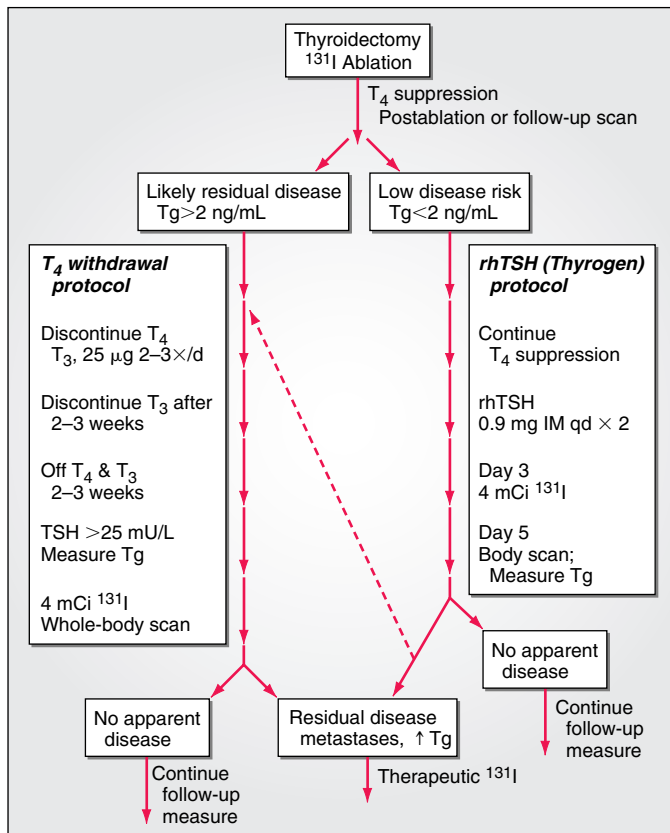 Thyroidectomy
¹³¹I Ablation
T₄ suppression
Postablation or follow-up scan
Likely residual disease
Tg>2 ng/mL
Low disease risk
Tg<2 ng/mL
T₄ withdrawal
protocol
Discontinue T₄
T₃, 25 μg 2–3×/d
Discontinue T₃ after
2–3 weeks
Off T₄ & T₃
2–3 weeks
TSH >25 mU/L
Measure Tg
4 mCi ¹³¹I
Whole-body scan
rhTSH (Thyrogen)
protocol
Continue
T₄ suppression
rhTSH
0.9 mg IM qd × 2
Day 3
4 mCi ¹³¹I
Day 5
Body scan;
Measure Tg
No apparent
disease
Continue
follow-up
measure
Residual disease
metastases, ↑ Tg
Therapeutic ¹³¹I
No apparent
disease
Continue
follow-up
measure